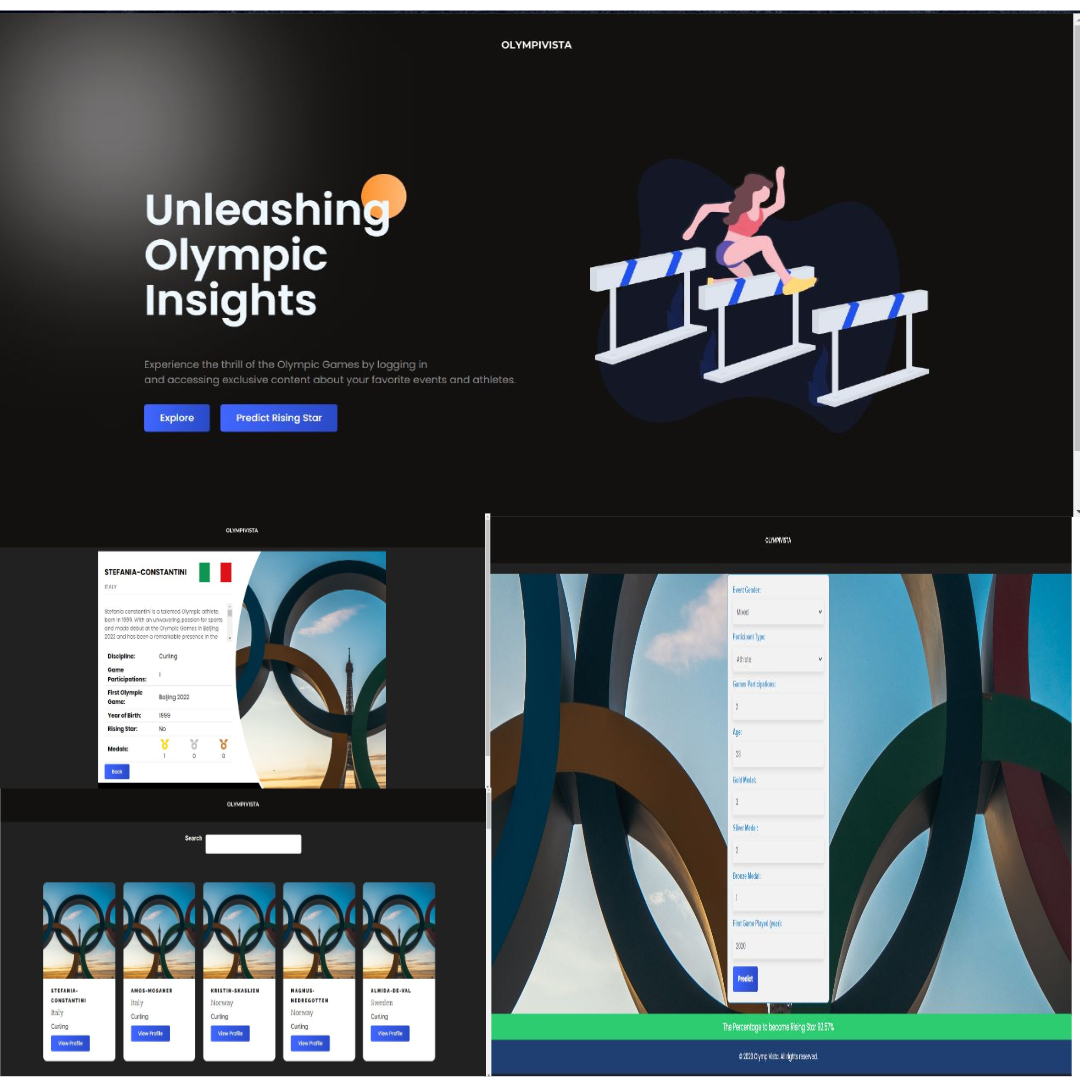 OLYMPIVISTA
Unleashing
Olympic
Insights
Experience the thrill of the Olympic Games by logging in
and accessing exclusive content about your favorite events and athletes.
Explore
Predict Rising Star
OLYMPIVISTA
STEFANIA-CONSTANTINI
ITALY
Stefania constantini is a talented Olympic athlete,
born in 1999. With an unwavering passion for sports
and made debut at the Olympic Games in Beijing
2022 and has been a remarkable presence in the
Discipline: Curling
Game
Participations: 1
First Olympic
Game: Beijing 2022
Year of Birth: 1999
Rising Star: No
Medals: 1 0 0
Back
OLYMPIVISTA
Search
STEFANIA-
CONSTANTINI
Italy
Curling
View Profile
AMOS-MOSANER
Italy
Curling
View Profile
KRISTIN-SKASLIEN
Norway
Curling
View Profile
MAGNUS-
NEDREGOTTEN
Norway
Curling
View Profile
ALMIDA-DE-VAL
Sweden
Curling
View Profile
OLYMPIVISTA
Event Gender:
Mixed
Participant Type:
Athlete
Games Participations:
Age:
Gold Medal:
2
Silver Medal :
2
Bronze Medal:
1
First Game Played (year):
2000
Predict
The Percentage to become Rising Star 92.57%
© 2023 Olymp Vista. All rights reserved.